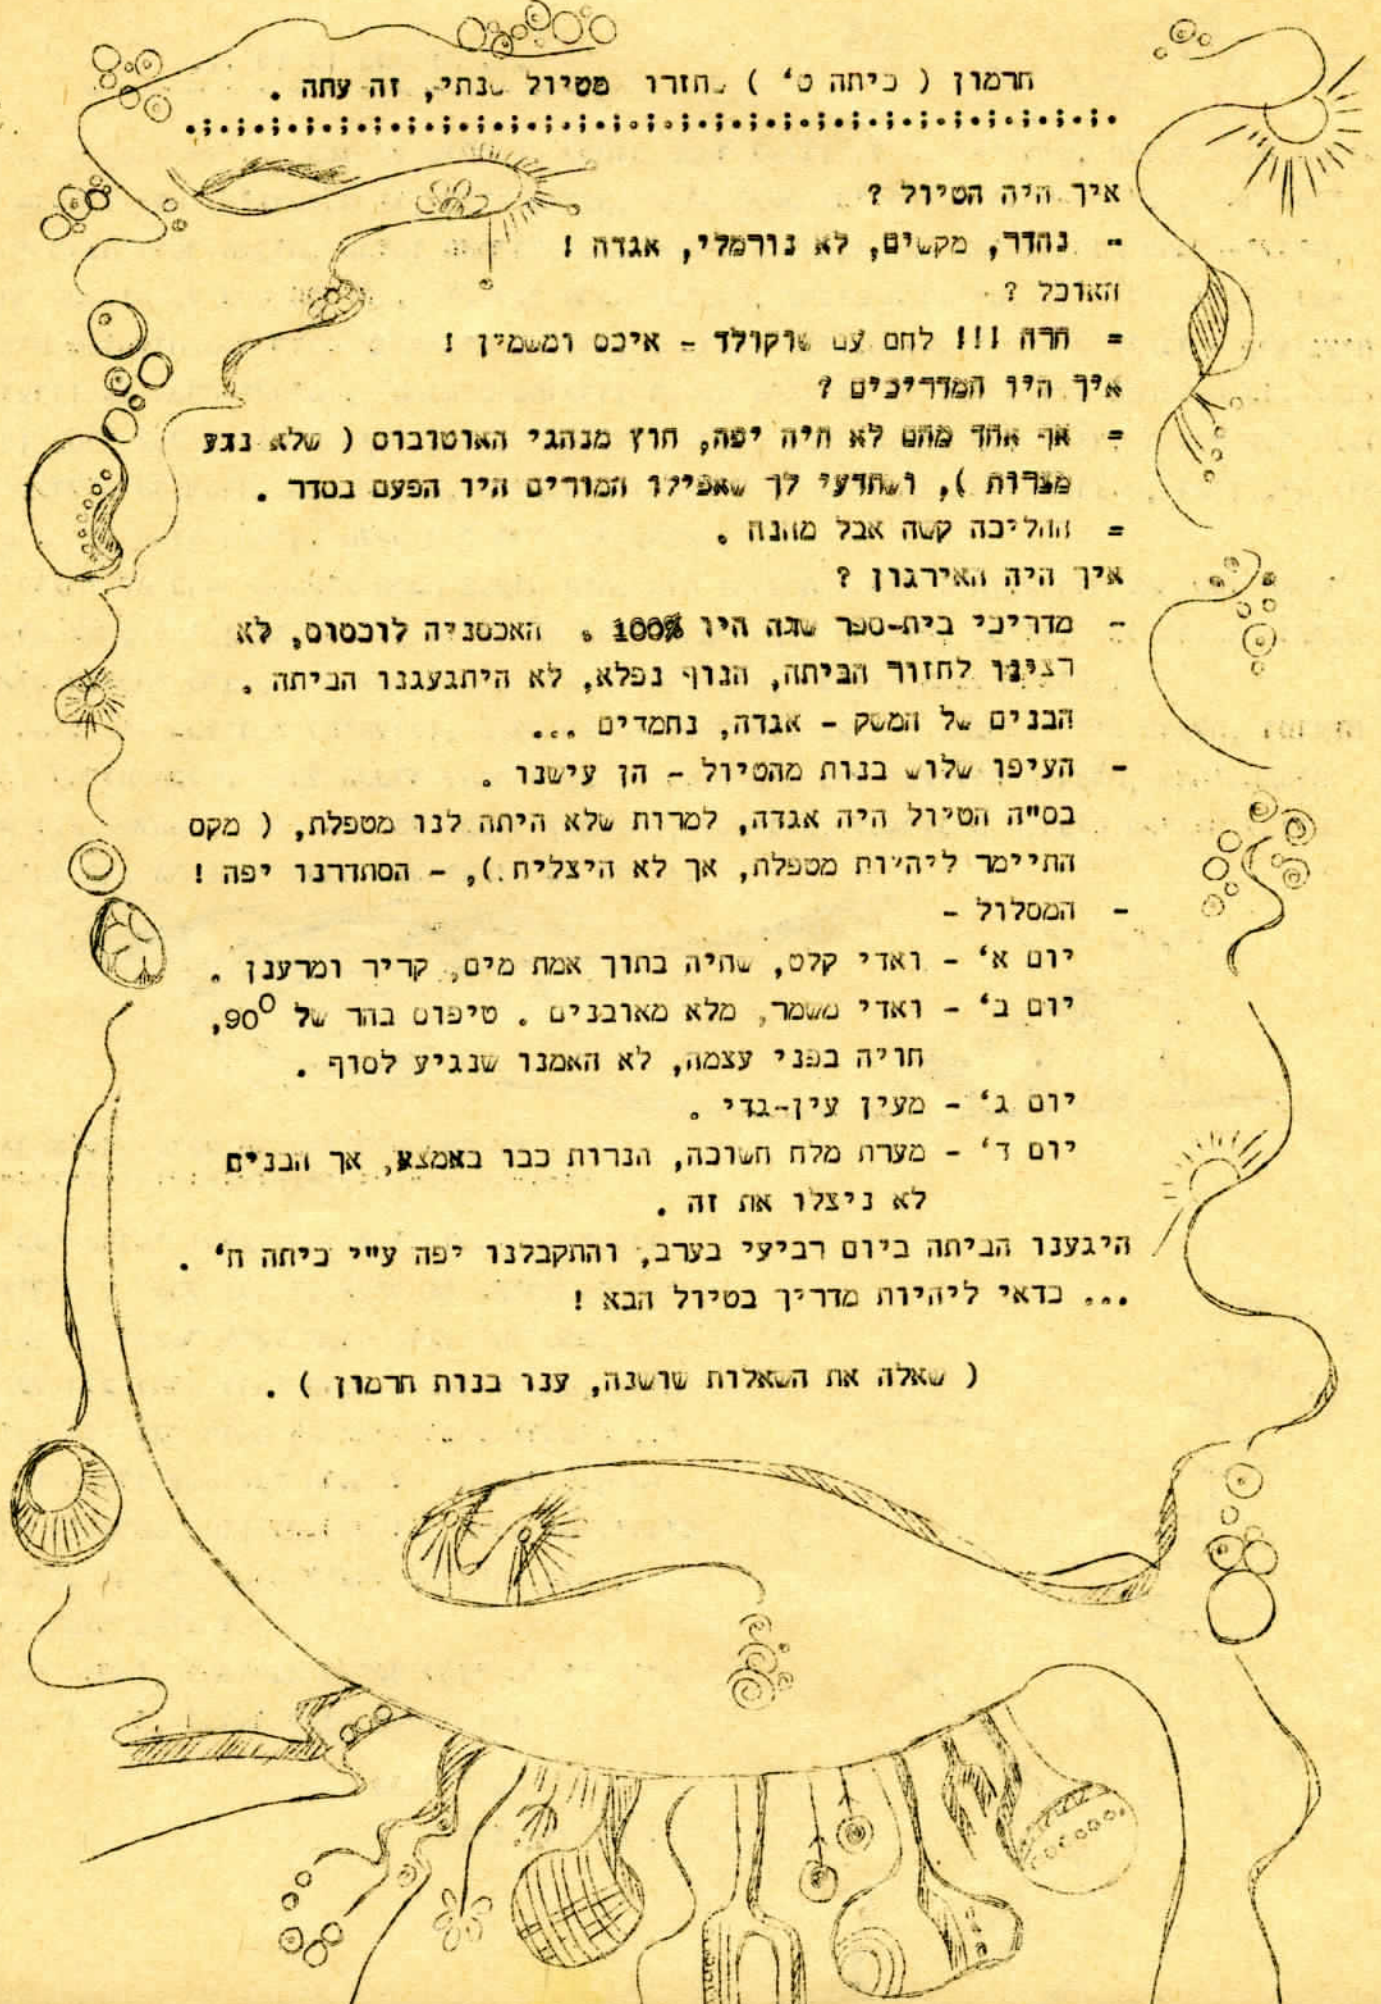 חרמון ( כיתה ט' ) שחזרו מטיול שנתי, זה עתה .
איך היה הטיול ?
- נהדר, מקשים, לא נורמלי, אגדה !
האוכל ?
= חרה !!! לחם עם שוקולד - איכס ומשמין !
איך היו המדריכים ?
= אף אחד מהם לא היה יפה, חוץ מנהגי האוטובוס ( שלא נגע
מצרות ), ושתדעי לך שאפילו המורים היו הפעם בסדר .
= ההליכה קשה אבל מהנה .
איך היה האירגון ?
- מדריכי בית-ספר שדה היו 100% . האכסניה לוכסוס, לא
רצינו לחזור הביתה, הנוף נפלא, לא היתגעגנו הביתה .
הבנים של המשק - אגדה, נחמדים ...
- העיפו שלוש בנות מהטיול - הן עישנו .
בס"ה הטיול היה אגדה, למרות שלא היתה לנו מטפלת, ( מקס
התיימר ליהיות מטפלת, אך לא היצליח.), - הסתדרנו יפה !
- המסלול -
יום א' - ואדי קלט, שהיה בתוך אמת מים, קריר ומרענן .
יום ב' - ואדי משמר, מלא מאובנים . טיפוס בהר של 90°,
חויה בפני עצמה, לא האמנו שנגיע לסוף .
יום ג' - מעין עין-גדי .
יום ד' - מערת מלח חשוכה, הנרות כבו באמצע, אך הבנים
לא ניצלו את זה .
היגענו הביתה ביום רביעי בערב, והתקבלנו יפה ע"י כיתה ח' .
... כדאי ליהיות מדריך בטיול הבא !
( שאלה את השאלות שושנה, ענו בנות חרמון ) .